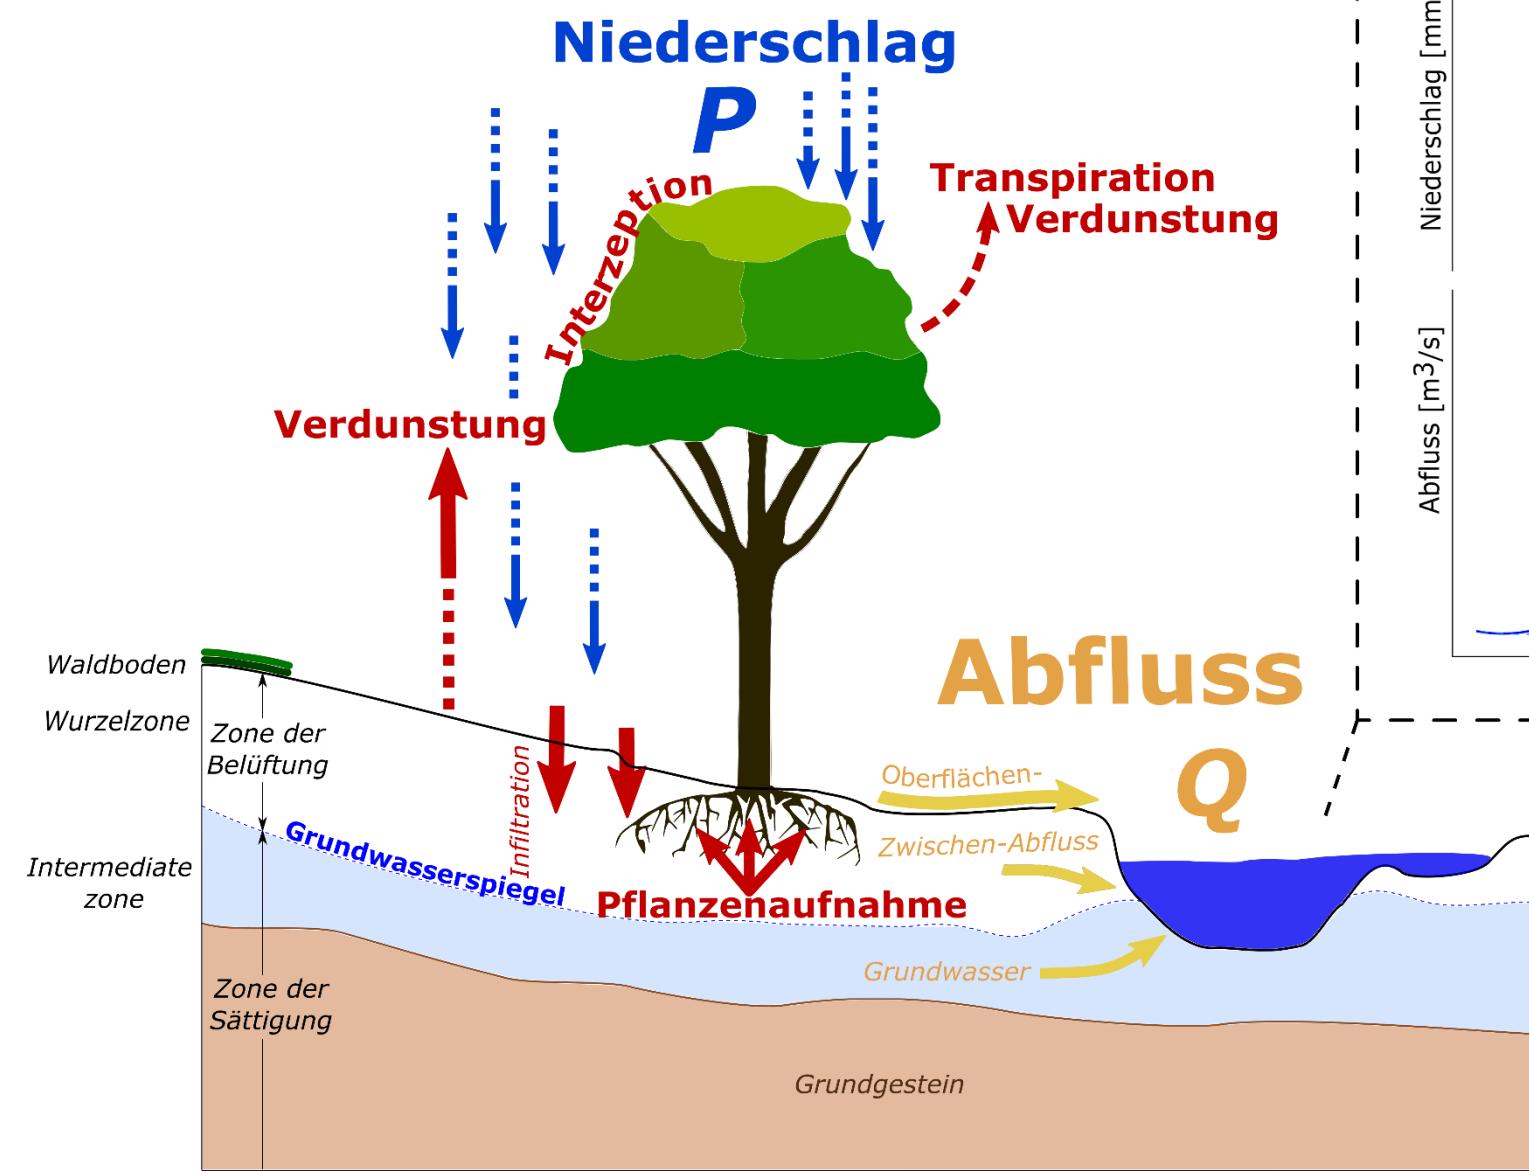 Niederschlag
P
Interzeption
Transpiration
Verdunstung
Niederschlag [mm
Abfluss [m3/s]
Verdunstung
Abfluss
Q
Waldboden
Wurzelzone
Zone der
Belüftung
Infiltration
Oberflächen-
Zwischen-Abfluss
Grundwasserspiegel
Intermediate
zone
Pflanzenaufnahme
Grundwasser
Zone der
Sättigung
Grundgestein